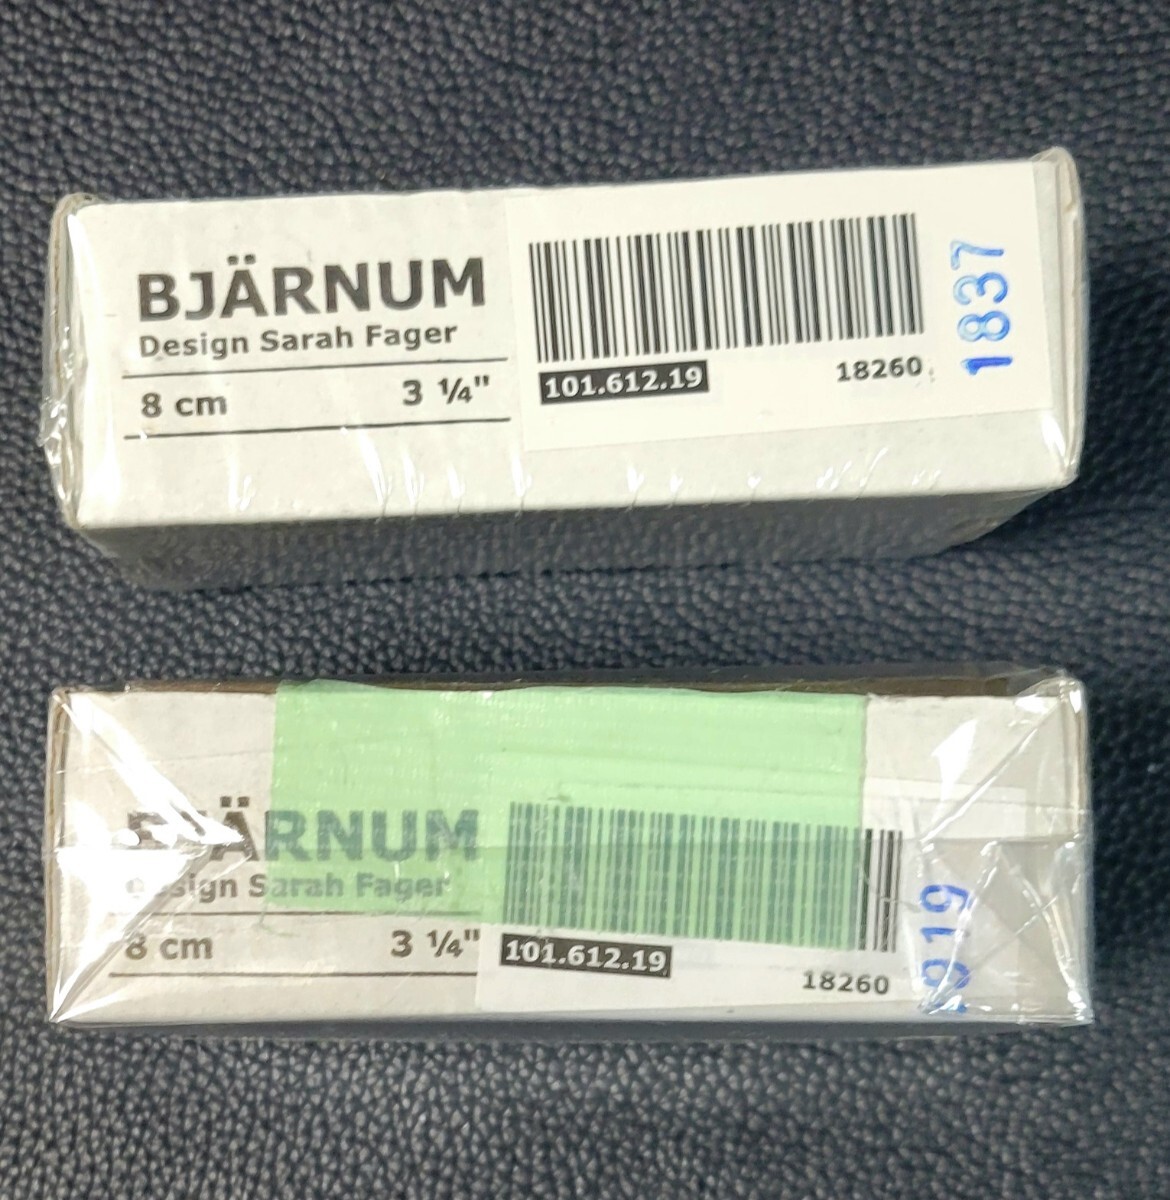 BJÄRNUM
Design Sarah Fager
8 cm 3 ¼"
101.612.19
18260
1837
BJÄRNUM
Design Sarah Fager
8 cm 3 ¼"
101.612.19
18260
1919